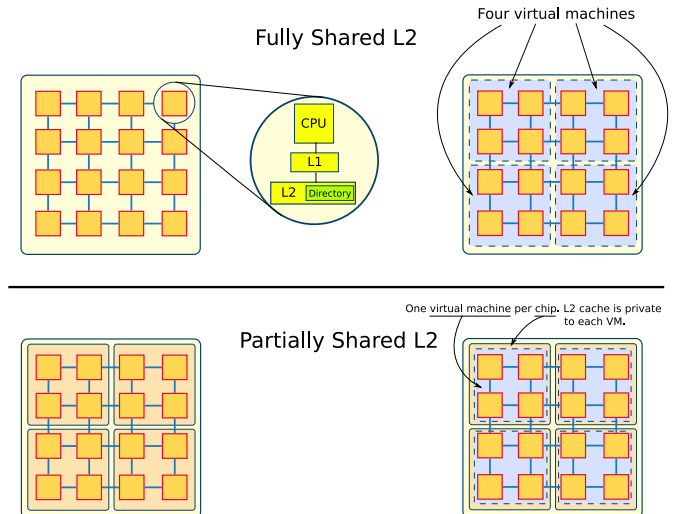 Four virtual machines
Fully Shared L2
CPU
L1
L2
Directory
One virtual machine per chip. L2 cache is private
to each VM.
Partially Shared L2